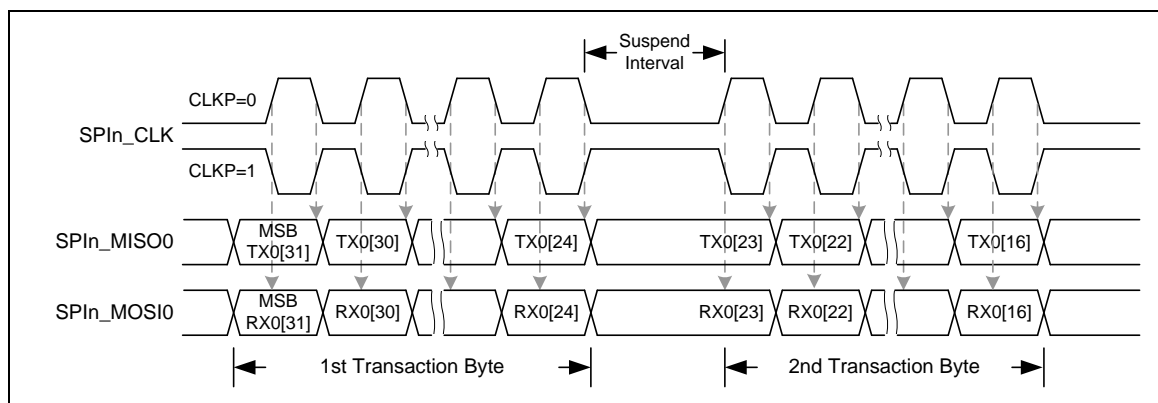 Suspend
Interval
CLKP=0
SPIn_CLK
CLKP=1
SPIn_MISO0
MSB
TX0[31]
TX0[30]
TX0[24]
TX0[23]
TX0[22]
TX0[16]
SPIn_MOSI0
MSB
RX0[31]
RX0[30]
RX0[24]
RX0[23]
RX0[22]
RX0[16]
1st Transaction Byte
2nd Transaction Byte